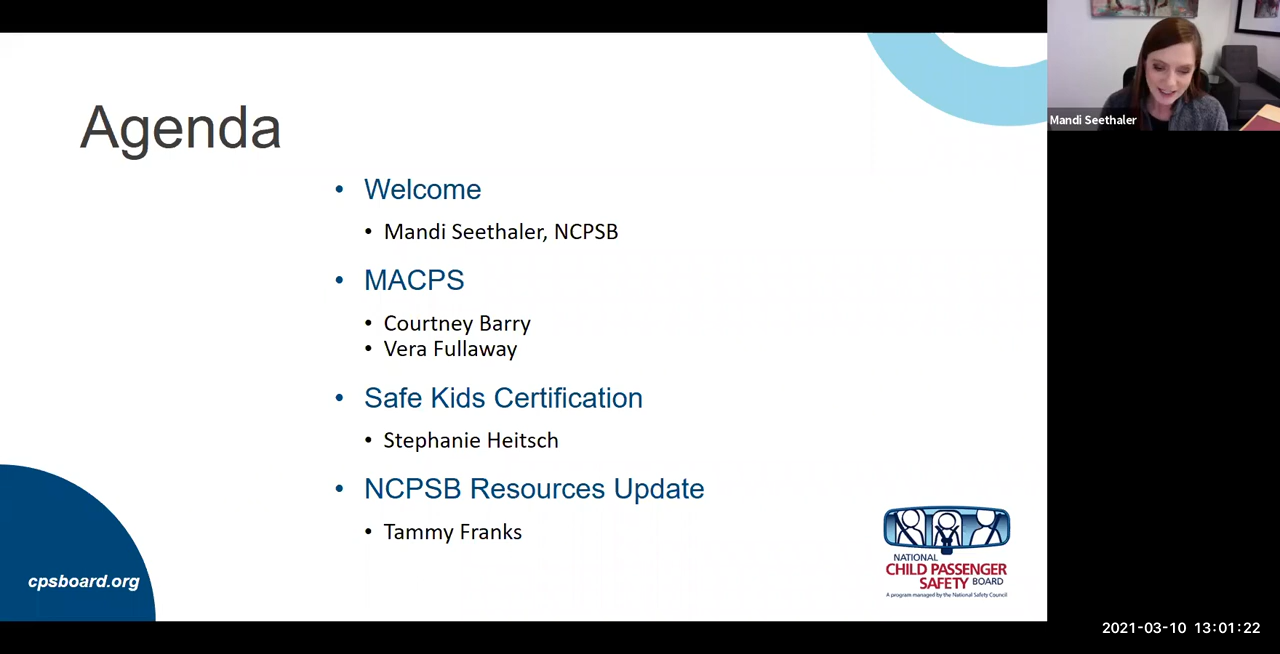 Agenda
• Welcome
• Mandi Seethaler, NCPSB
• MACPS
• Courtney Barry
• Vera Fullaway
• Safe Kids Certification
• Stephanie Heitsch
• NCPSB Resources Update
• Tammy Franks
cpsboard.org
NATIONAL
CHILD PASSENGER
SAFETY BOARD
A program managed by the National Safety Council
Mandi Seethaler
2021-03-10 13:01:22